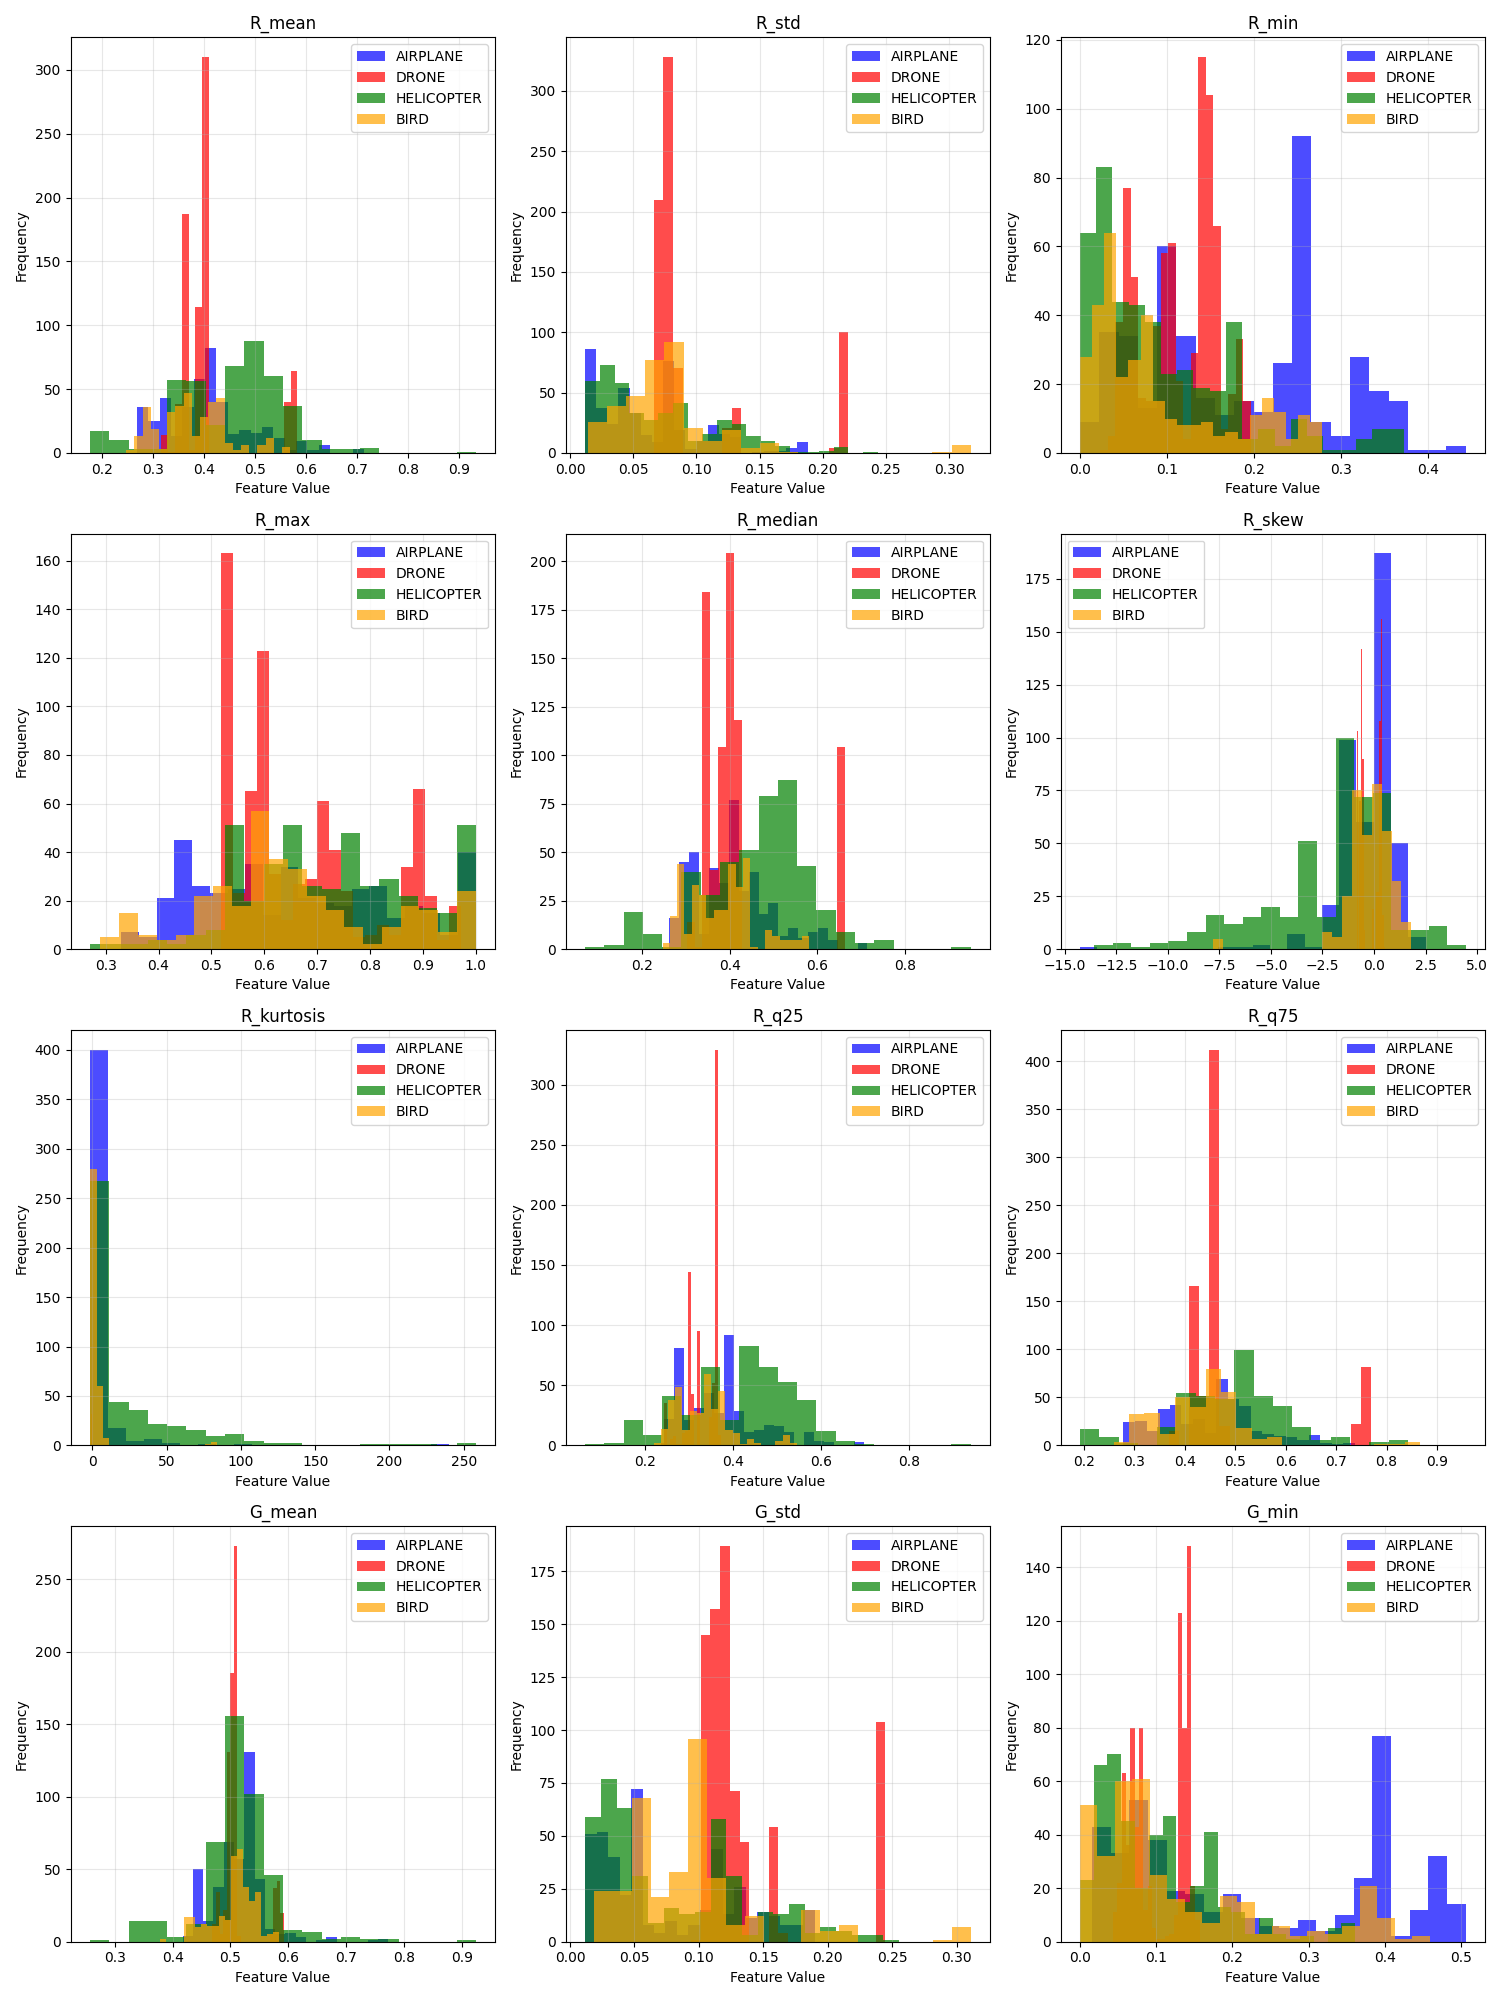 R_mean
Frequency
300
250
200
150
100
50
0
AIRPLANE
DRONE
HELICOPTER
BIRD
0.2 0.3 0.4 0.5 0.6 0.7 0.8 0.9
Feature Value
R_std
Frequency
300
250
200
150
100
50
0
AIRPLANE
DRONE
HELICOPTER
BIRD
0.00 0.05 0.10 0.15 0.20 0.25 0.30
Feature Value
R_min
Frequency
120
100
80
60
40
20
0
AIRPLANE
DRONE
HELICOPTER
BIRD
0.0 0.1 0.2 0.3 0.4
Feature Value
R_max
Frequency
160
140
120
100
80
60
40
20
0
AIRPLANE
DRONE
HELICOPTER
BIRD
0.3 0.4 0.5 0.6 0.7 0.8 0.9 1.0
Feature Value
R_median
Frequency
200
175
150
125
100
75
50
25
0
AIRPLANE
DRONE
HELICOPTER
BIRD
0.2 0.4 0.6 0.8
Feature Value
R_skew
Frequency
175
150
125
100
75
50
25
0
AIRPLANE
DRONE
HELICOPTER
BIRD
−15.0 −12.5 −10.0 −7.5 −5.0 −2.5 0.0 2.5 5.0
Feature Value
R_kurtosis
Frequency
400
350
300
250
200
150
100
50
0
AIRPLANE
DRONE
HELICOPTER
BIRD
0 50 100 150 200 250
Feature Value
R_q25
Frequency
300
250
200
150
100
50
0
AIRPLANE
DRONE
HELICOPTER
BIRD
0.2 0.4 0.6 0.8
Feature Value
R_q75
Frequency
400
350
300
250
200
150
100
50
0
AIRPLANE
DRONE
HELICOPTER
BIRD
0.2 0.3 0.4 0.5 0.6 0.7 0.8 0.9
Feature Value
G_mean
Frequency
250
200
150
100
50
0
AIRPLANE
DRONE
HELICOPTER
BIRD
0.3 0.4 0.5 0.6 0.7 0.8 0.9
Feature Value
G_std
Frequency
175
150
125
100
75
50
25
0
AIRPLANE
DRONE
HELICOPTER
BIRD
0.00 0.05 0.10 0.15 0.20 0.25 0.30
Feature Value
G_min
Frequency
140
120
100
80
60
40
20
0
AIRPLANE
DRONE
HELICOPTER
BIRD
0.0 0.1 0.2 0.3 0.4 0.5
Feature Value